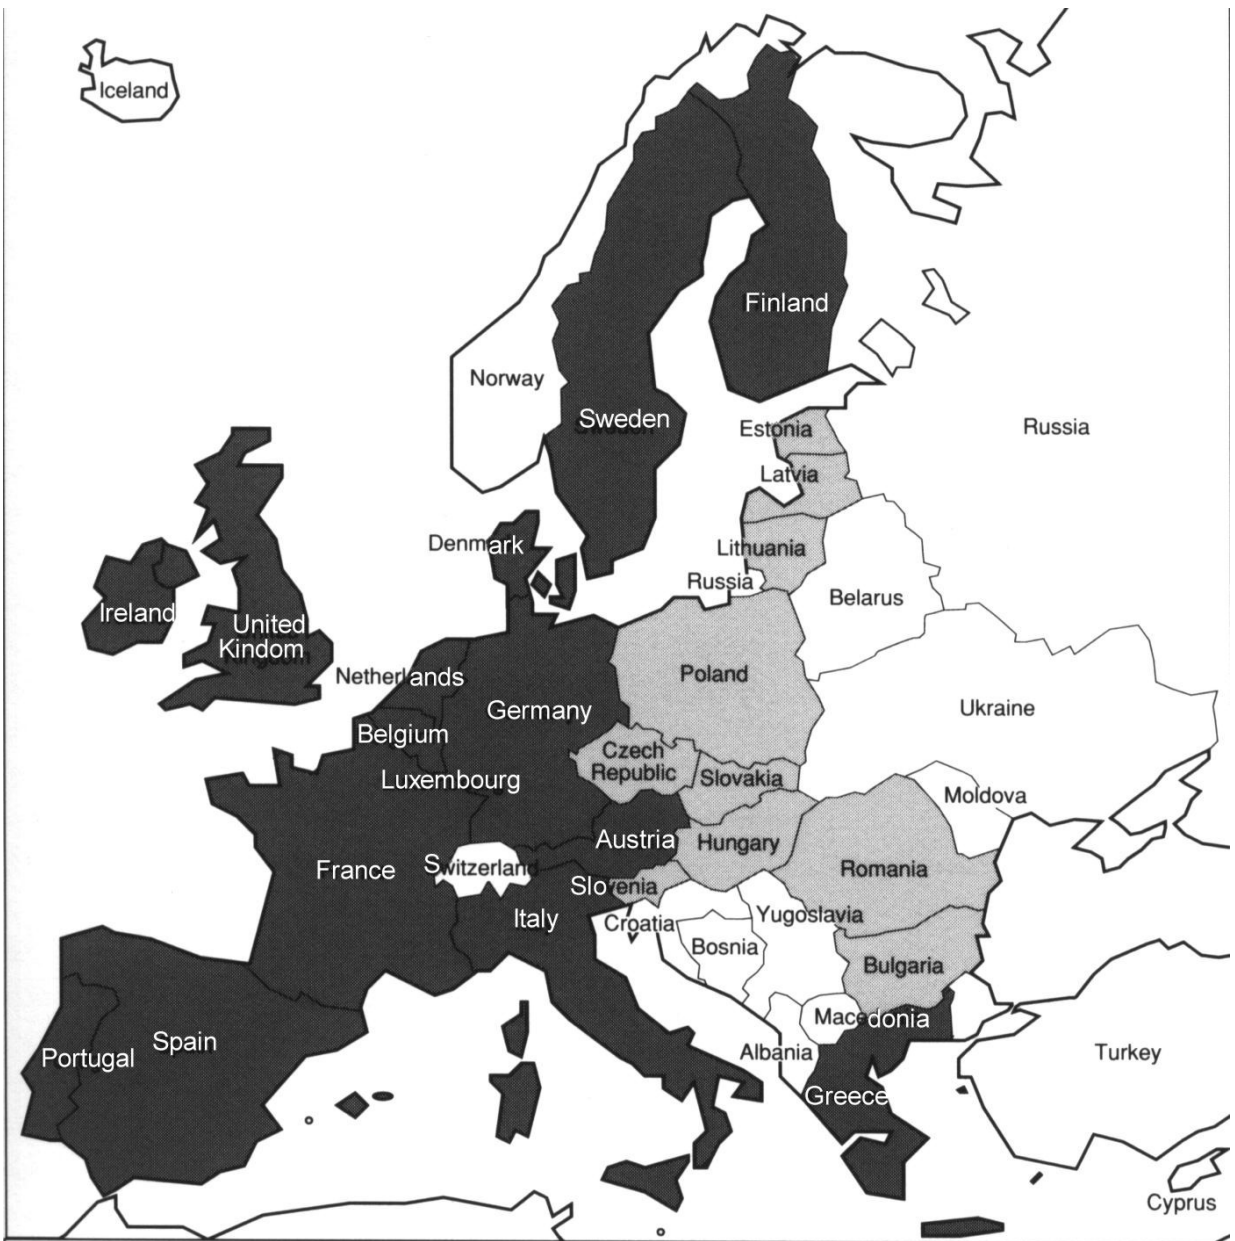 Iceland
Finland
Norway
Sweden
Estonia
Russia
Latvia
Denmark
Lithuania
Russia
Belarus
Ireland
United
Kindom
Netherlands
Poland
Germany
Ukraine
Belgium
Czech
Republic
Luxembourg
Slovakia
Moldova
Austria
Hungary
France
Switzerland
Romania
Slovenia
Italy
Croatia
Yugoslavia
Bosnia
Bulgaria
Macedonia
Spain
Portugal
Albania
Turkey
Greece
Cyprus